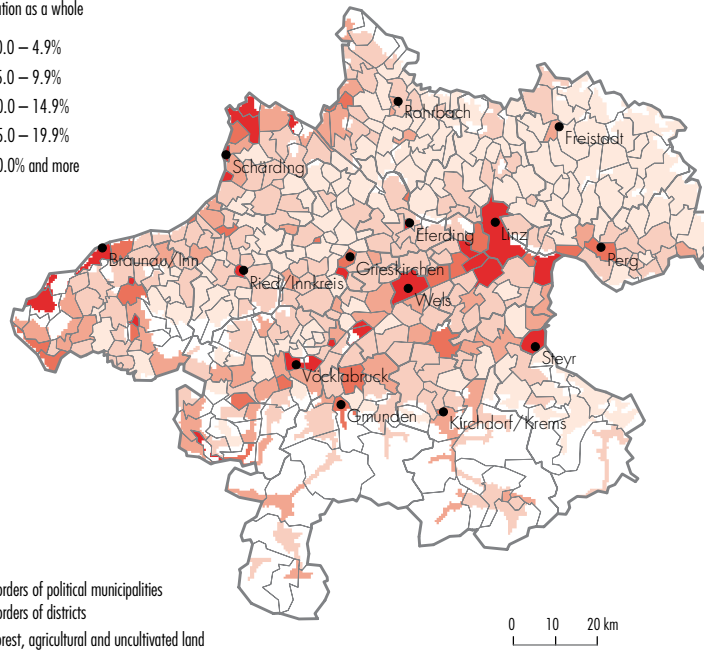 ation as a whole
0.0 – 4.9%
5.0 – 9.9%
0.0 – 14.9%
5.0 – 19.9%
0.0% and more
Rohrbach
Freistadt
Schärding
Eferding
Linz
Braunau/Inn
Ried/Innkreis
Grieskirchen
Perg
Wels
Steyr
Vöcklabruck
Gmunden
Kirchdorf/Krems
orders of political municipalities
orders of districts
orest, agricultural and uncultivated land
0 10 20 km